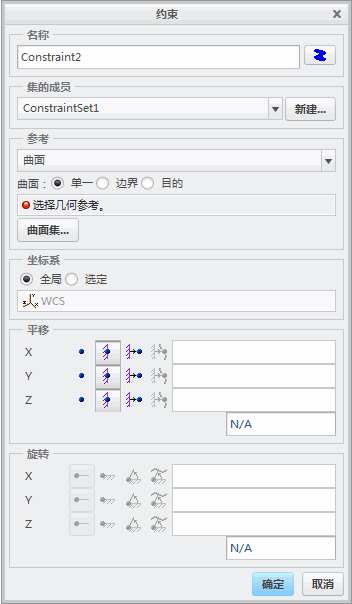 约束
名称
Constraint2
集的成员
ConstraintSet1
新建...
参考
曲面
曲面： 单一 边界 目的
选择几何参考。
曲面集...
坐标系
全局 选定
WCS
平移
X
Y
Z
N/A
旋转
X
Y
Z
N/A
确定 取消